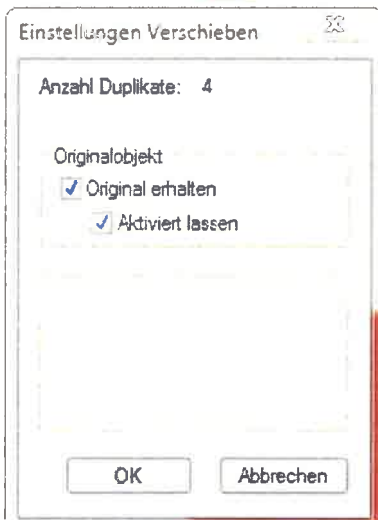 Einstellungen Verschieben
Anzahl Duplikate: 4
Originalobjekt
Original erhalten
Aktiviert lassen
OK
Abbrechen